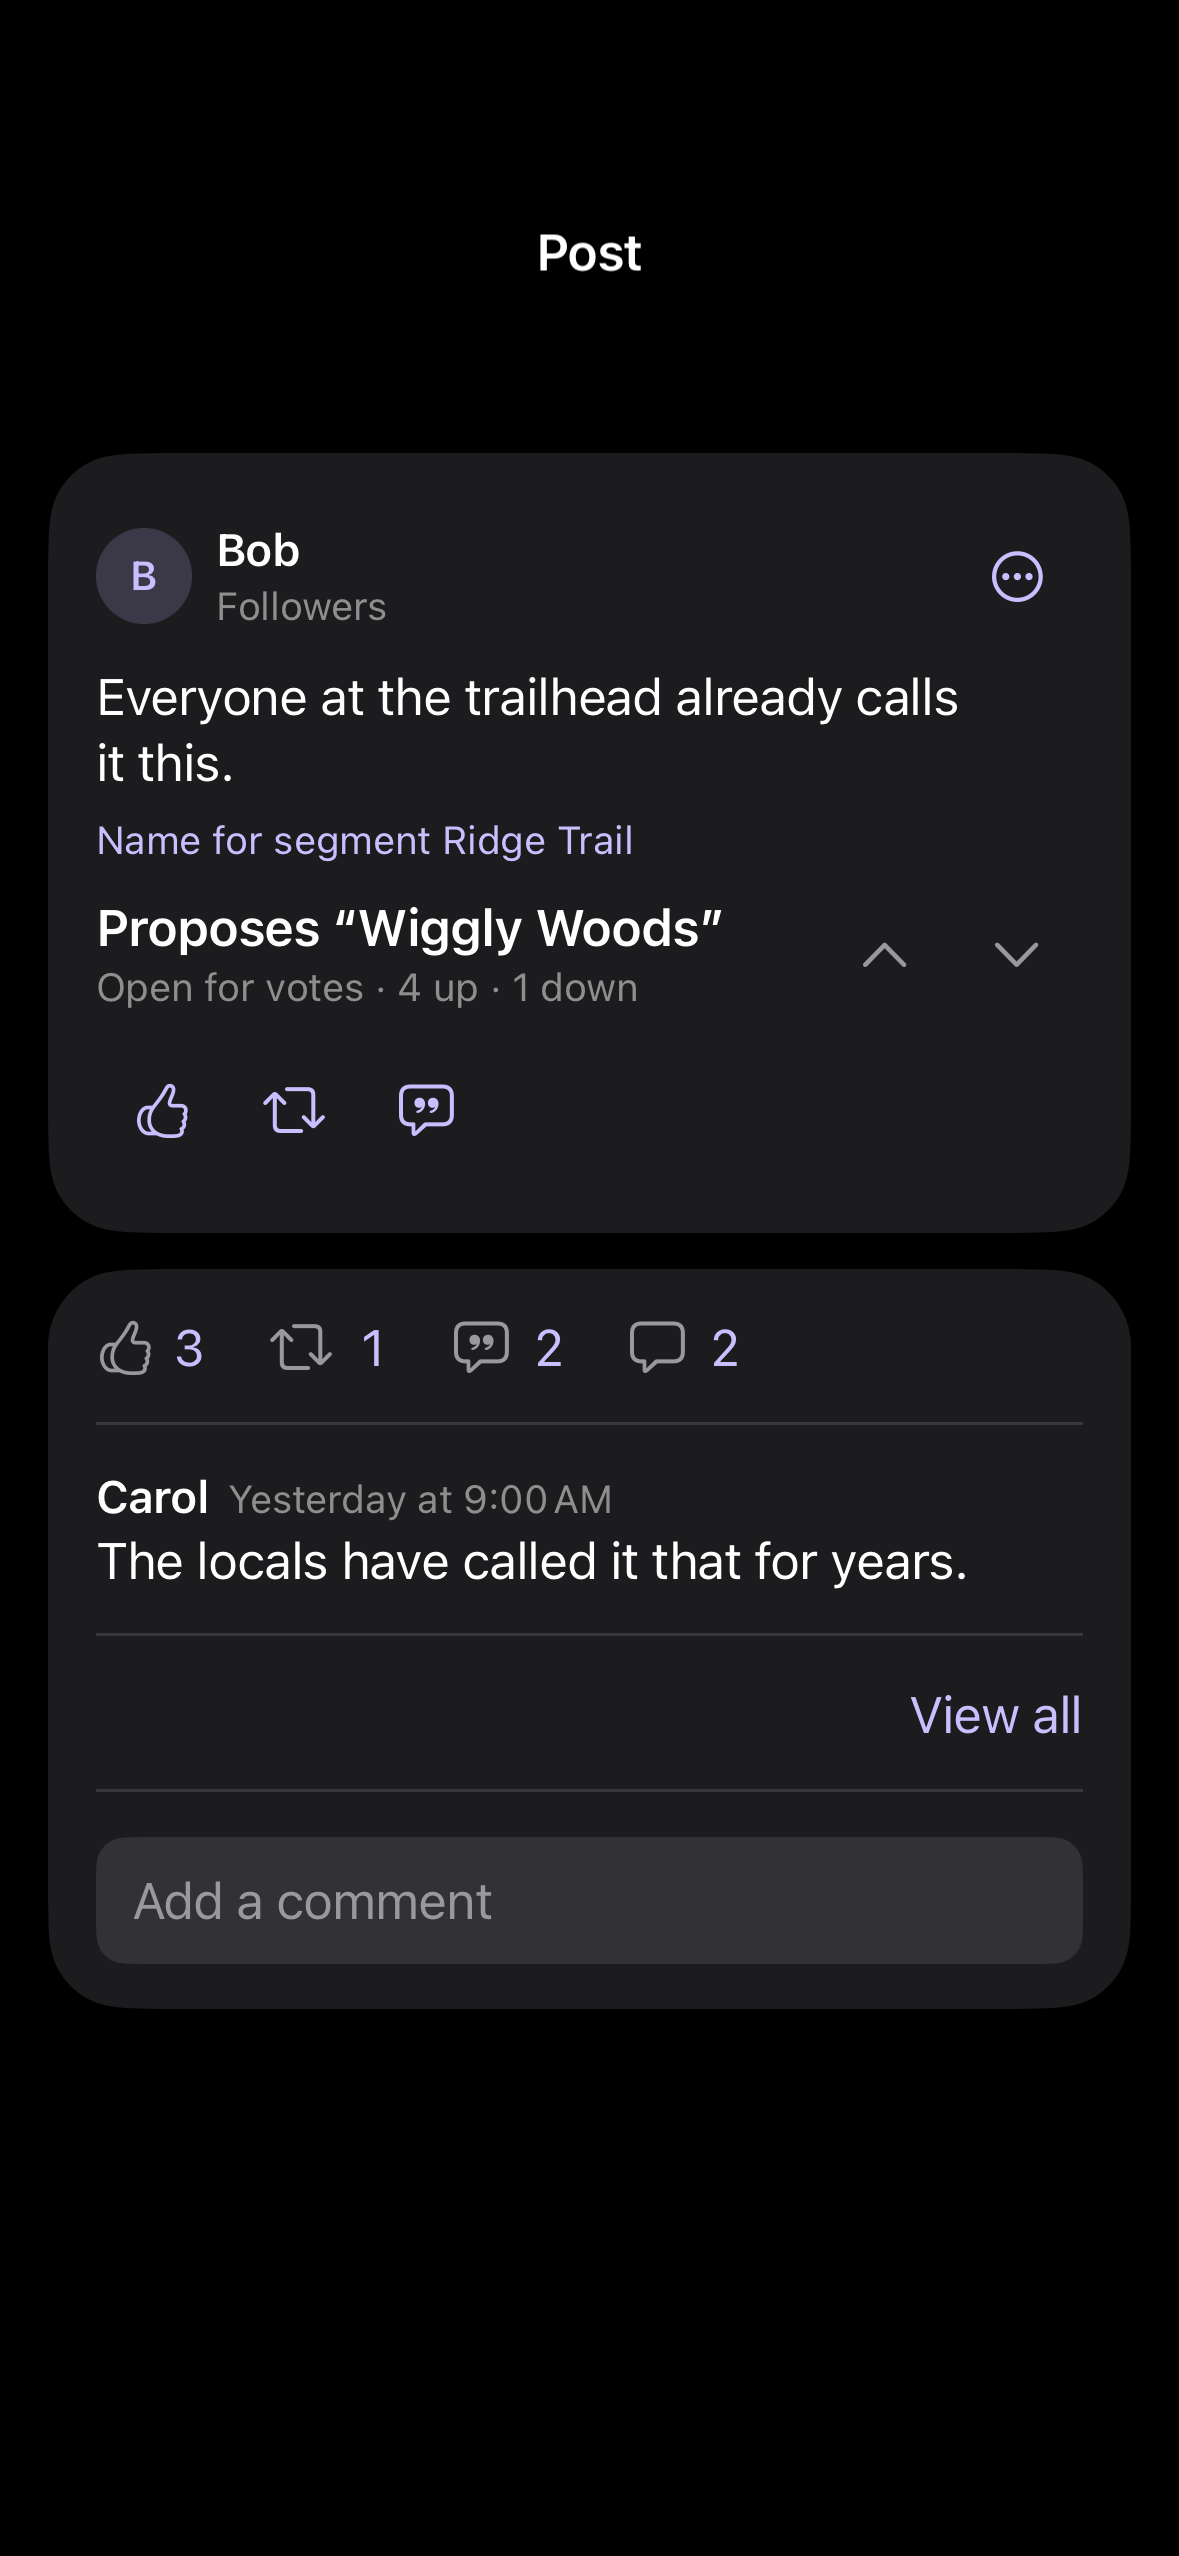 Post
B
Bob
Followers
Everyone at the trailhead already calls
it this.
Name for segment Ridge Trail
Proposes “Wiggly Woods”
Open for votes · 4 up · 1 down
3 1 2 2
Carol Yesterday at 9:00 AM
The locals have called it that for years.
View all
Add a comment